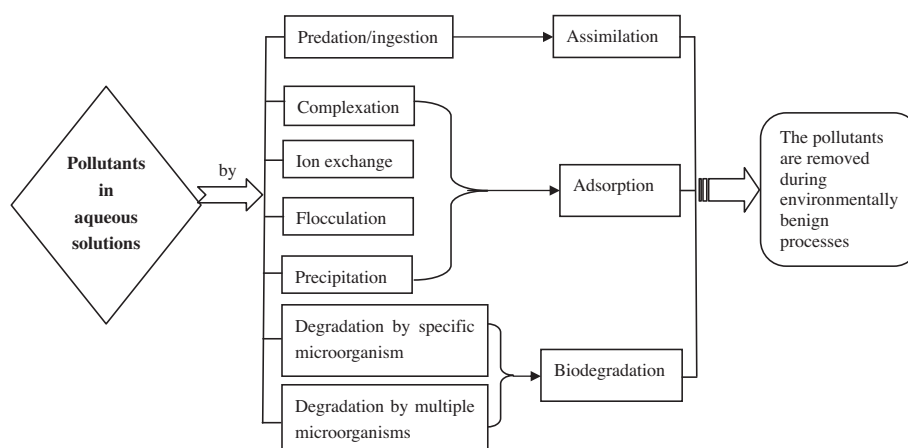 Pollutants
in
aqueous
solutions
by
Predation/ingestion
Assimilation
Complexation
Ion exchange
Flocculation
Precipitation
Adsorption
Degradation by specific
microorganism
Degradation by multiple
microorganisms
Biodegradation
The pollutants
are removed
during
environmentally
benign
processes